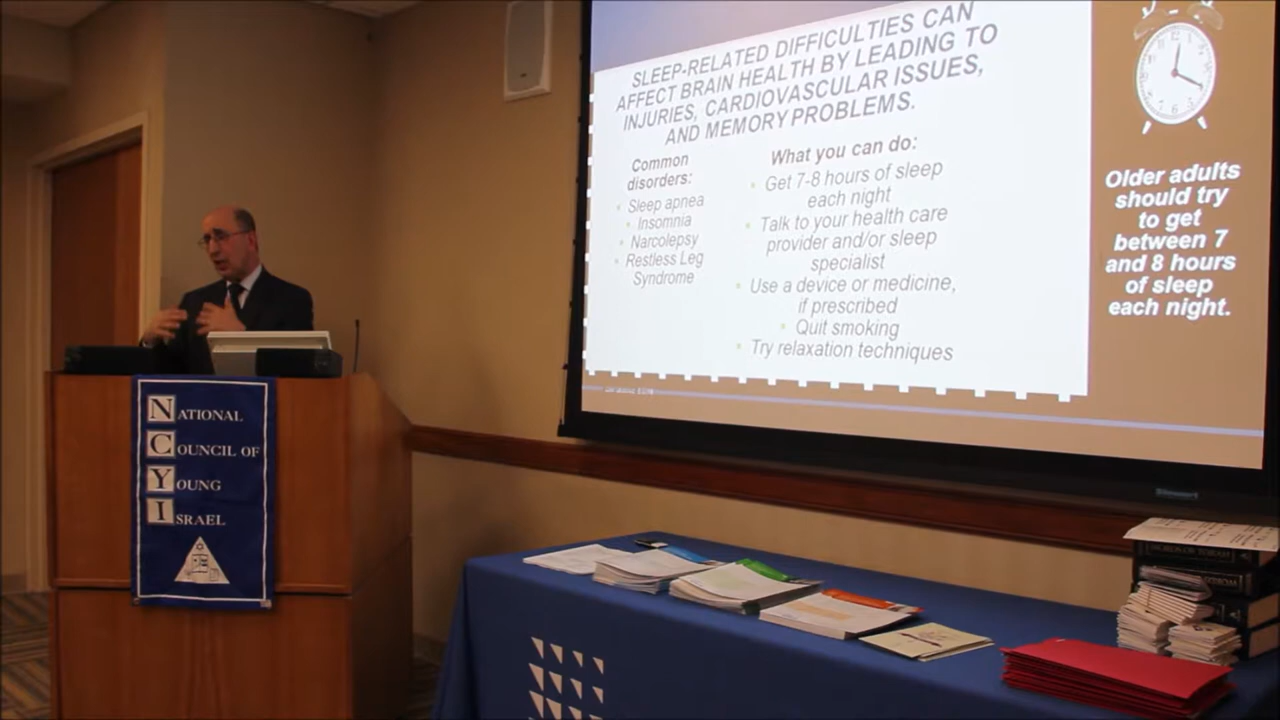 SLEEP-RELATED DIFFICULTIES CAN
AFFECT BRAIN HEALTH BY LEADING TO
INJURIES, CARDIOVASCULAR ISSUES,
AND MEMORY PROBLEMS.
Common
disorders:
• Sleep apnea
• Insomnia
• Narcolepsy
• Restless Leg
Syndrome
What you can do:
• Get 7-8 hours of sleep
each night
• Talk to your health care
provider and/or sleep
specialist
• Use a device or medicine,
if prescribed
• Quit smoking
• Try relaxation techniques
Older adults
should try
to get
between 7
and 8 hours
of sleep
each night.
NATIONAL
COUNCIL OF
YOUNG
ISRAEL
WORDS OF TORAH